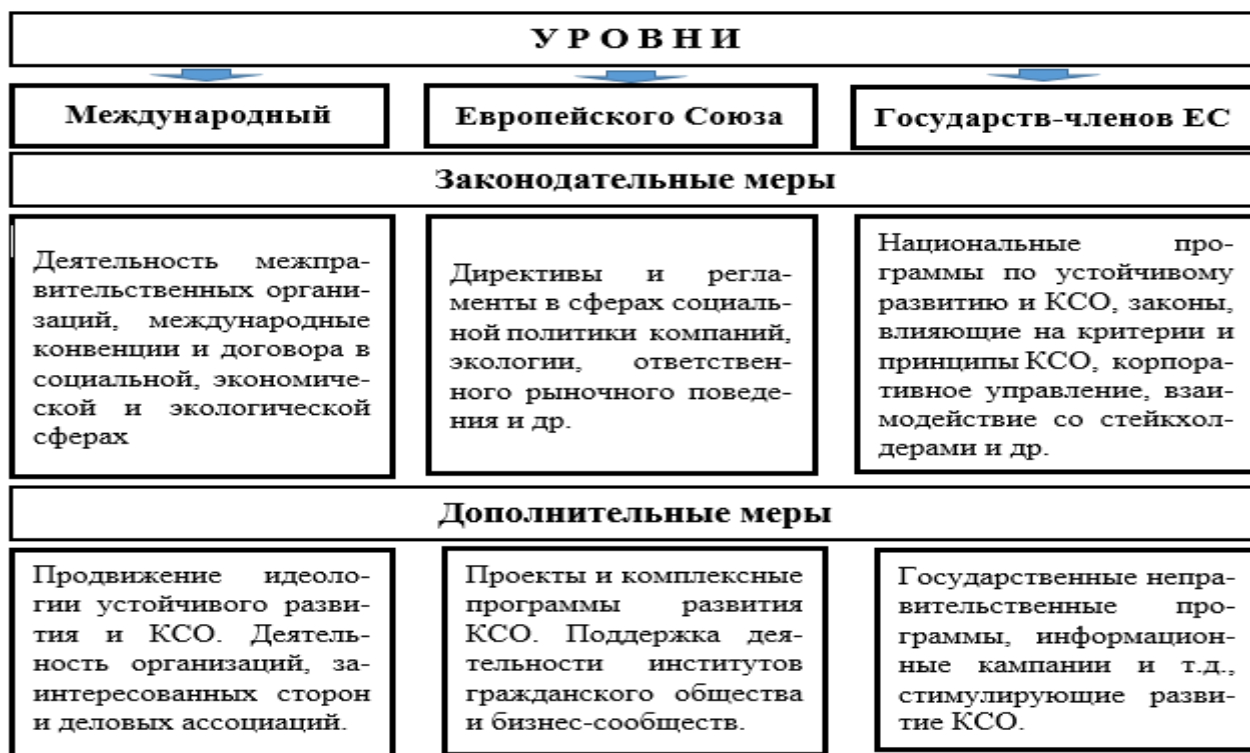 У Р О В Н И
Международный
Европейского Союза
Государств-членов ЕС
Законодательные меры
Деятельность межпра-
вительственных органи-
заций, международные
конвенции и договора в
социальной, экономиче-
ской и экологической
сферах
Директивы и регла-
менты в сферах социаль-
ной политики компаний,
экологии, ответствен-
ного рыночного поведе-
ния и др.
Национальные про-
граммы по устойчивому
развитию и КСО, законы,
влияющие на критерии и
принципы КСО, корпора-
тивное управление, взаи-
модействие со стейкхол-
дерами и др.
Дополнительные меры
Продвижение идеоло-
гии устойчивого разви-
тия и КСО. Деятель-
ность организаций, за-
интересованных сторон
и деловых ассоциаций.
Проекты и комплексные
программы развития
КСО. Поддержка дея-
тельности институтов
гражданского общества
и бизнес-сообществ.
Государственные непра-
вительственные про-
граммы, информацион-
ные кампании и т.д.,
стимулирующие разви-
тие КСО.